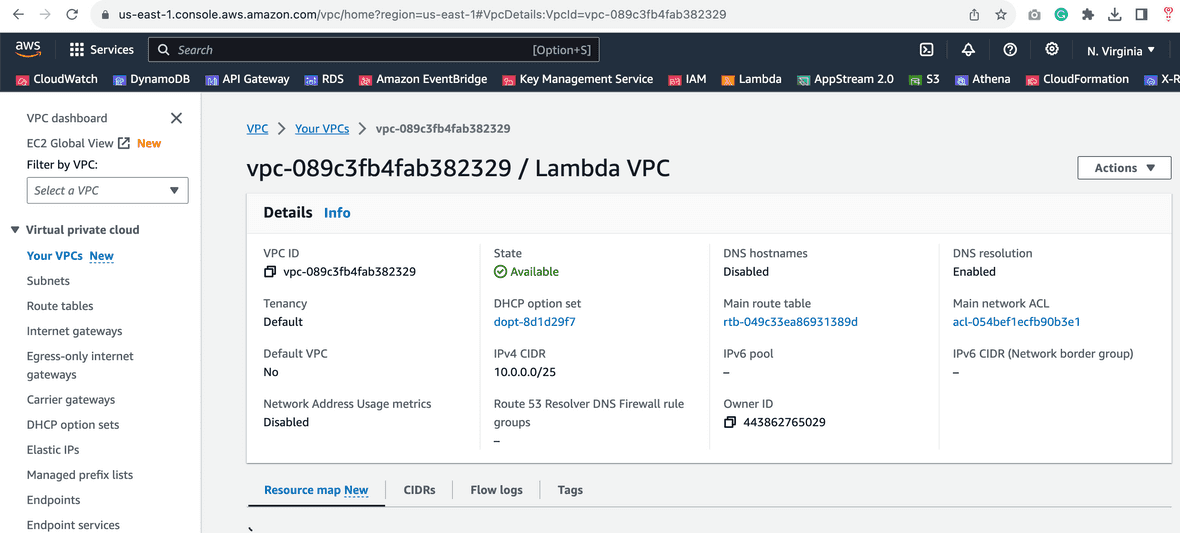 us-east-1.console.aws.amazon.com/vpc/home?region=us-east-1#VpcDetails:VpcId=vpc-089c3fb4fab382329
aws Services Search [Option+S] N. Virginia
CloudWatch DynamoDB API Gateway RDS Amazon EventBridge Key Management Service IAM Lambda AppStream 2.0 S3 Athena CloudFormation X-R
VPC dashboard
EC2 Global View New
Filter by VPC:
Select a VPC
Virtual private cloud
Your VPCs New
Subnets
Route tables
Internet gateways
Egress-only internet
gateways
Carrier gateways
DHCP option sets
Elastic IPs
Managed prefix lists
Endpoints
Endpoint services
VPC Your VPCs vpc-089c3fb4fab382329
vpc-089c3fb4fab382329 / Lambda VPC
Actions
Details Info
VPC ID
vpc-089c3fb4fab382329
State
Available
DNS hostnames
Disabled
DNS resolution
Enabled
Tenancy
Default
DHCP option set
dopt-8d1d29f7
Main route table
rtb-049c33ea86931389d
Main network ACL
acl-054bef1ecfb90b3e1
Default VPC
No
IPv4 CIDR
10.0.0.0/25
IPv6 pool
–
IPv6 CIDR (Network border group)
–
Network Address Usage metrics
Disabled
Route 53 Resolver DNS Firewall rule
groups
–
Owner ID
443862765029
Resource map New CIDRs Flow logs Tags